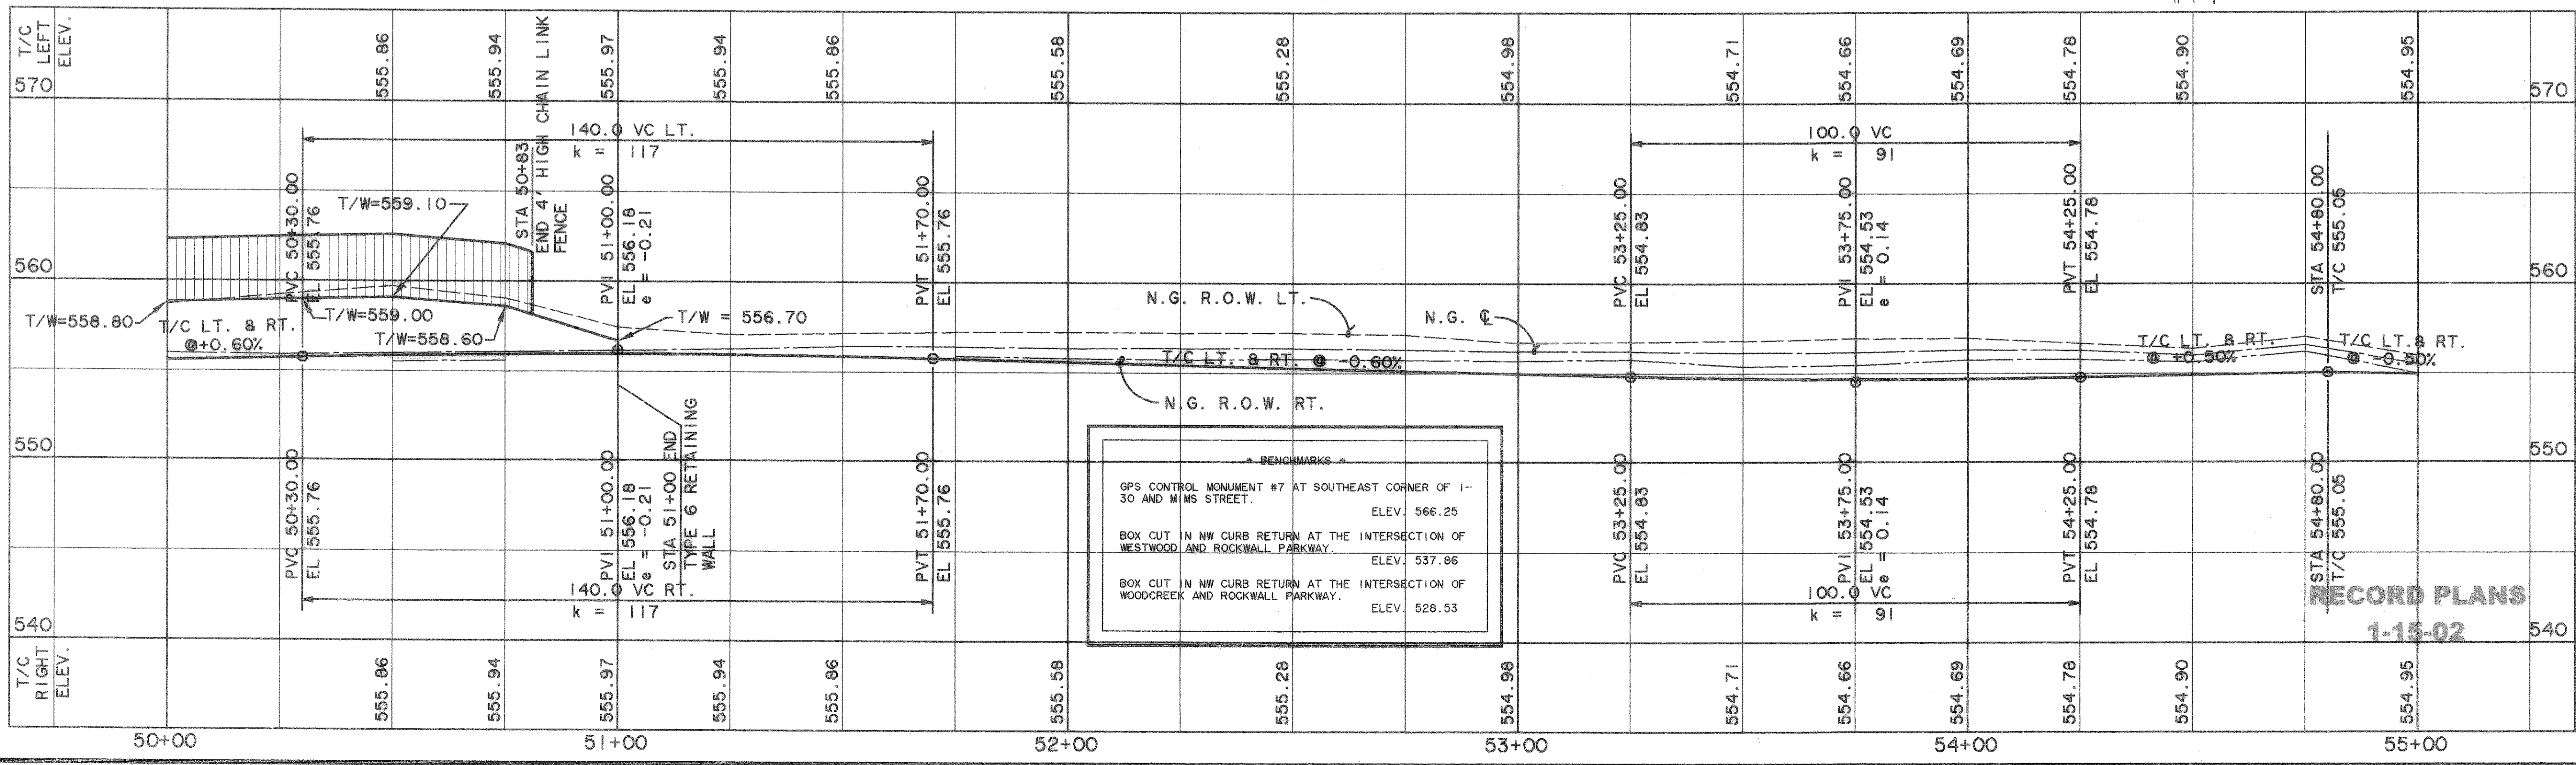 T/C
LEFT
ELEV.
555.86
555.94
555.97
555.94
555.86
555.58
555.28
554.98
554.71
554.66
554.69
554.78
554.90
554.95
570
570
STA 50+83
END 4' HIGH CHAIN LINK
FENCE
140.0 VC LT.
k = 117
100.0 VC
k = 91
PVC 50+30.00
EL 555.76
T/W=559.10
PVI 51+00.00
EL 556.18
e = -0.21
PVT 51+70.00
EL 555.76
PVC 53+25.00
EL 554.83
PVI 53+75.00
EL 554.53
e = 0.14
PVT 54+25.00
EL 554.78
STA 54+80.00
T/C 555.05
560
560
T/W=558.80
T/C LT. & RT.
@+0.60%
T/W=559.00
T/W=558.60
T/W = 556.70
N.G. R.O.W. LT.
N.G. ℄
T/C LT. & RT. @ -0.60%
T/C LT. & RT.
@ +0.50%
T/C LT.& RT.
@ -0.50%
N.G. R.O.W. RT.
550
550
PVC 50+30.00
EL 555.76
PVI 51+00.00
EL 556.18
e = -0.21
STA 51+00 END
TYPE 6 RETAINING
WALL
PVT 51+70.00
EL 555.76
* BENCHMARKS *
GPS CONTROL MONUMENT #7 AT SOUTHEAST CORNER OF I-
30 AND MIMS STREET.
ELEV. 566.25
BOX CUT IN NW CURB RETURN AT THE INTERSECTION OF
WESTWOOD AND ROCKWALL PARKWAY.
ELEV. 537.86
BOX CUT IN NW CURB RETURN AT THE INTERSECTION OF
WOODCREEK AND ROCKWALL PARKWAY.
ELEV. 528.53
PVC 53+25.00
EL 554.83
PVI 53+75.00
EL 554.53
e = 0.14
PVT 54+25.00
EL 554.78
STA 54+80.00
T/C 555.05
140.0 VC RT.
k = 117
100.0 VC
k = 91
RECORD PLANS
1-15-02
540
540
T/C
RIGHT
ELEV.
555.86
555.94
555.97
555.94
555.86
555.58
555.28
554.98
554.71
554.66
554.69
554.78
554.90
554.95
50+00
51+00
52+00
53+00
54+00
55+00